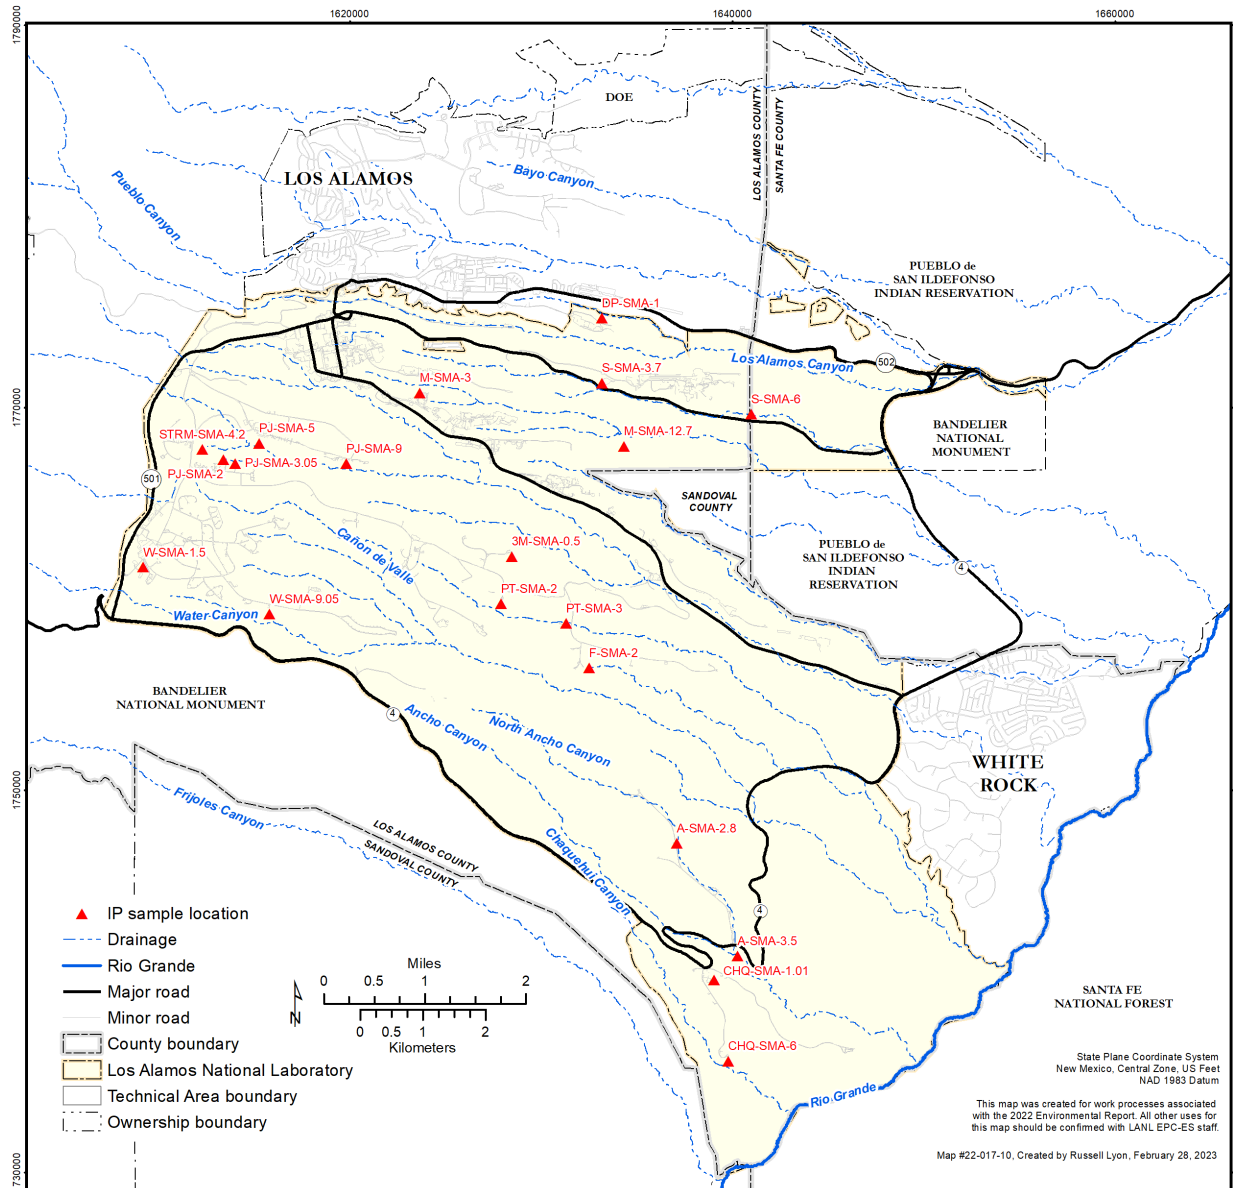 1620000
1640000
1660000
1790000
DOE
LOS ALAMOS COUNTY
SANTA FE COUNTY
LOS ALAMOS
Bayo Canyon
Pueblo Canyon
PUEBLO de
SAN ILDEFONSO
INDIAN RESERVATION
DP-SMA-1
Los Alamos Canyon
502
S-SMA-3.7
M-SMA-3
S-SMA-6
1770000
M-SMA-12.7
BANDELIER
NATIONAL
MONUMENT
STRM-SMA-4.2
PJ-SMA-5
PJ-SMA-9
PJ-SMA-2
PJ-SMA-3.05
501
SANDOVAL
COUNTY
PUEBLO de
SAN ILDEFONSO
INDIAN
RESERVATION
4
W-SMA-1.5
Cañon de Valle
3M-SMA-0.5
PT-SMA-2
PT-SMA-3
W-SMA-9.05
Water Canyon
F-SMA-2
BANDELIER
NATIONAL MONUMENT
4
Ancho Canyon
North Ancho Canyon
WHITE
ROCK
1750000
Frijoles Canyon
LOS ALAMOS COUNTY
SANDOVAL COUNTY
A-SMA-2.8
Chaquehui Canyon
4
A-SMA-3.5
CHQ-SMA-1.01
CHQ-SMA-6
SANTA FE
NATIONAL FOREST
Rio Grande
IP sample location
Drainage
Rio Grande
Major road
Minor road
County boundary
Los Alamos National Laboratory
Technical Area boundary
Ownership boundary
Miles
0 0.5 1 2
N
0 0.5 1 2
Kilometers
State Plane Coordinate System
New Mexico, Central Zone, US Feet
NAD 1983 Datum
This map was created for work processes associated
with the 2022 Environmental Report. All other uses for
this map should be confirmed with LANL EPC-ES staff.
Map #22-017-10, Created by Russell Lyon, February 28, 2023